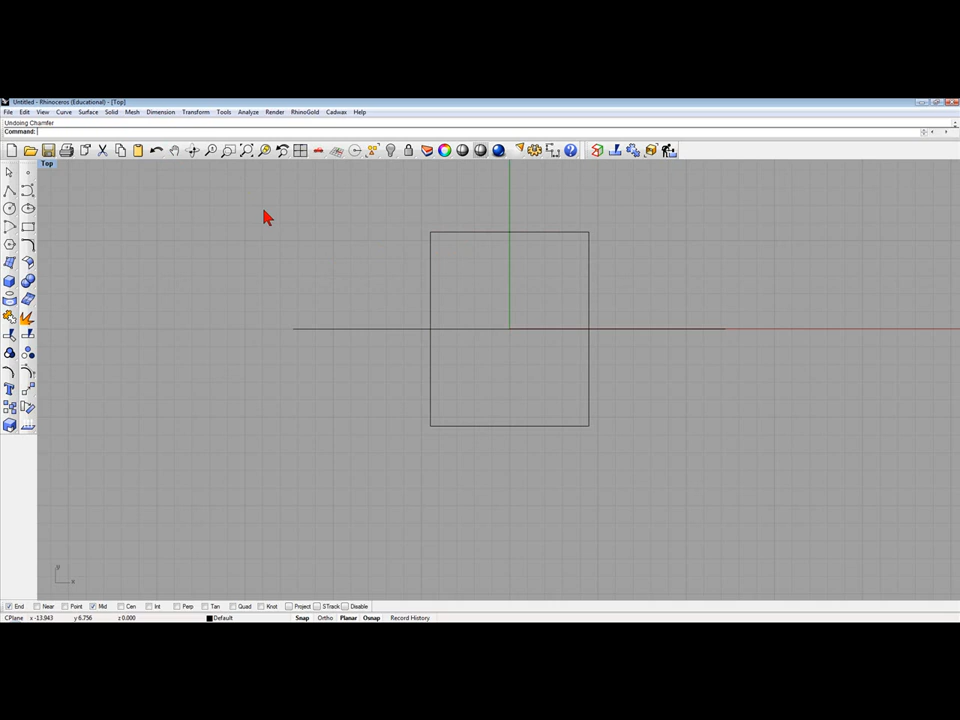 Untitled - Rhinoceros (Educational) - [Top]
File Edit View Curve Surface Solid Mesh Dimension Transform Tools Analyze Render RhinoGold Cadwax Help
Undoing Chamfer
Command:
Top
y
x
End Near Point Mid Cen Int Perp Tan Quad Knot Project STrack Disable
CPlane x -13.943 y 6.756 z 0.000 Default Snap Ortho Planar Osnap Record History